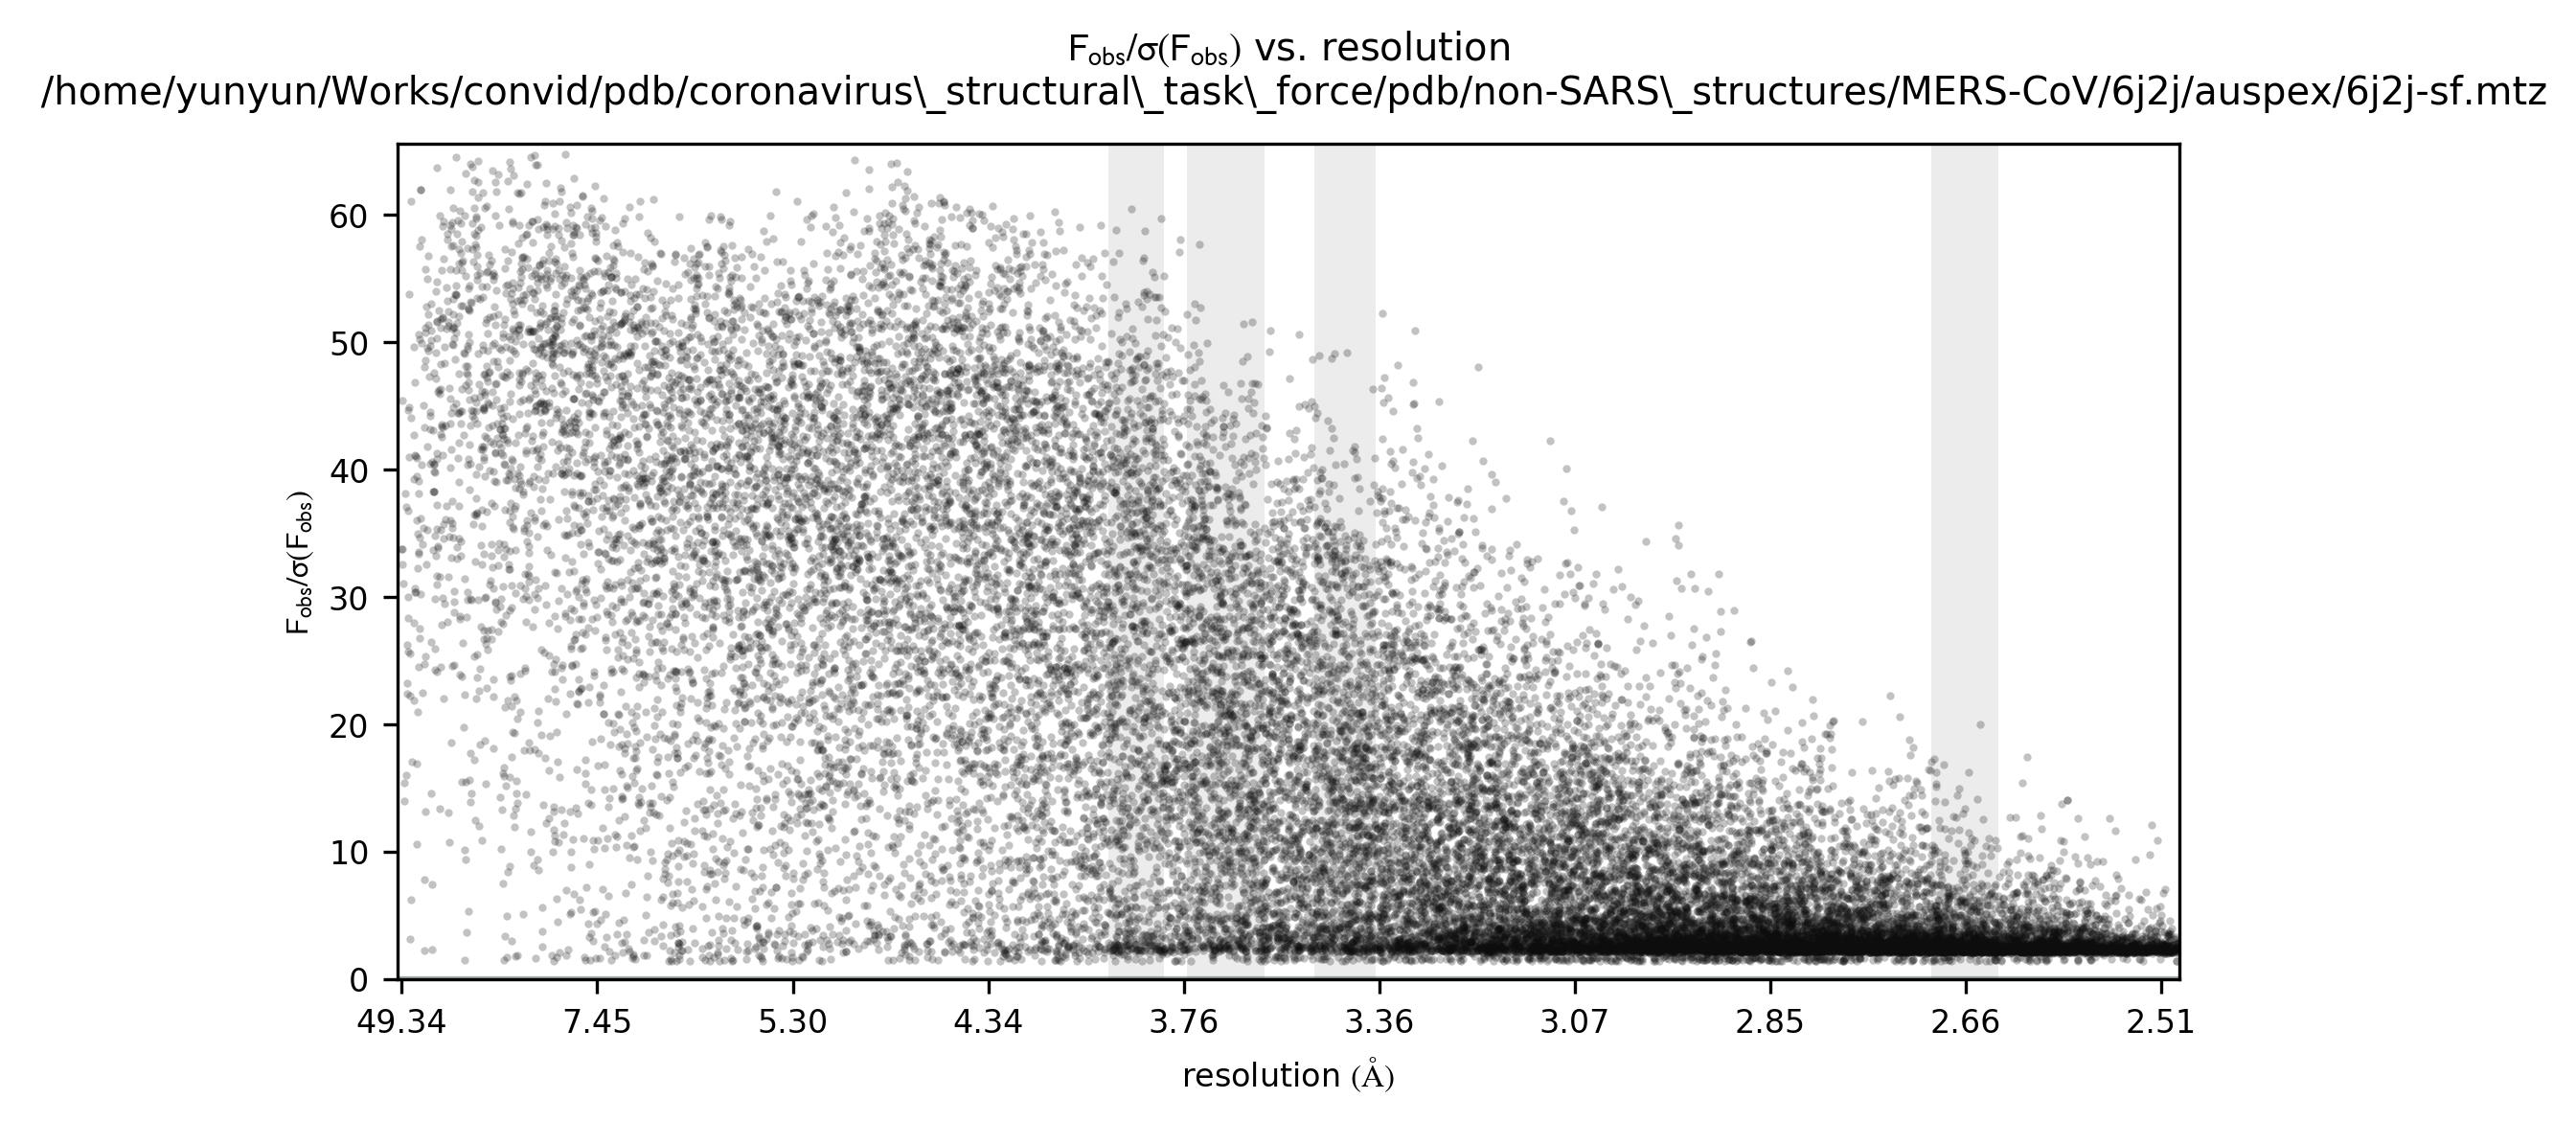 Fobs/σ(Fobs) vs. resolution
/home/yunyun/Works/convid/pdb/coronavirus\_structural\_task\_force/pdb/non-SARS\_structures/MERS-CoV/6j2j/auspex/6j2j-sf.mtz
Fobs/σ(Fobs)
60
50
40
30
20
10
0
49.34 7.45 5.30 4.34 3.76 3.36 3.07 2.85 2.66 2.51
resolution (Å)